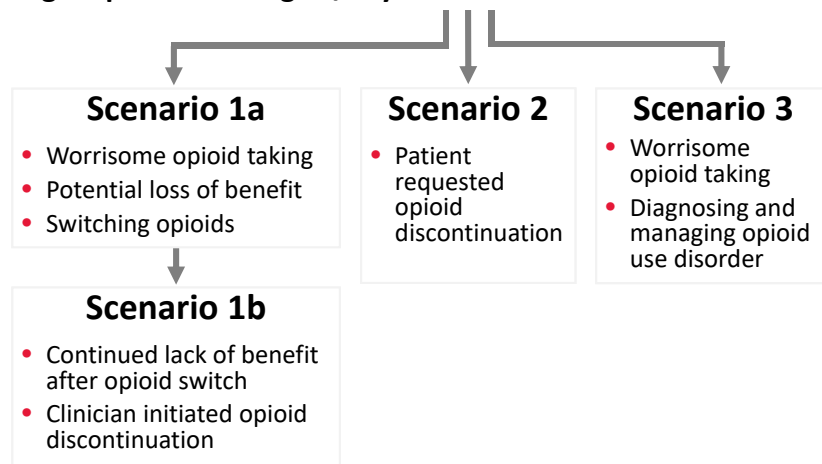 Scenario 1a
• Worrisome opioid taking
• Potential loss of benefit
• Switching opioids
Scenario 2
• Patient
requested
opioid
discontinuation
Scenario 3
• Worrisome
opioid taking
• Diagnosing and
managing opioid
use disorder
Scenario 1b
• Continued lack of benefit
after opioid switch
• Clinician initiated opioid
discontinuation